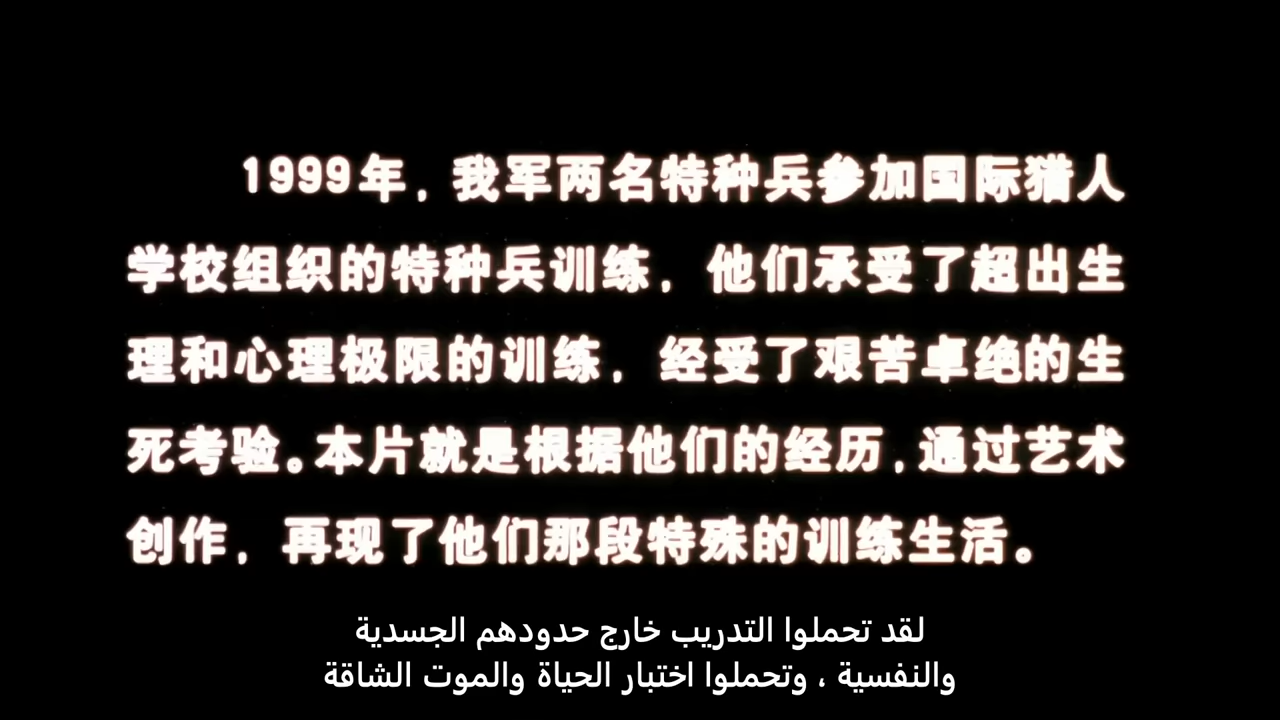 1999年，我军两名特种兵参加国际猎人
学校组织的特种兵训练，他们承受了超出生
理和心理极限的训练，经受了艰苦卓绝的生
死考验。本片就是根据他们的经历，通过艺术
创作，再现了他们那段特殊的训练生活。
لقد تحملوا التدريب خارج حدودهم الجسدية
والنفسية ، وتحملوا اختبار الحياة والموت الشاقة